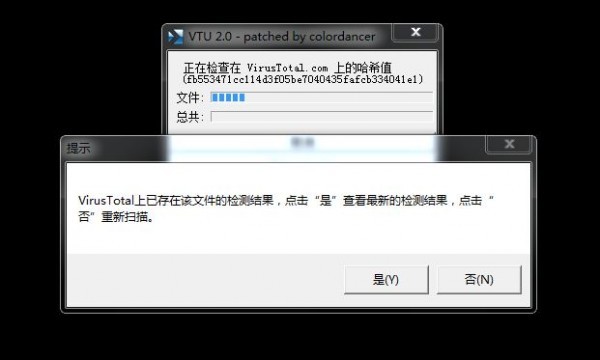 VTU 2.0 - patched by colordancer
正在检查在 VirusTotal.com 上的哈希值
(fb553471cc114d3f05be7040435fafcb334041e1)
文件:
总共:
提示
VirusTotal上已存在该文件的检测结果，点击“是”查看最新的检测结果，点击“
否”重新扫描。
是(Y)
否(N)